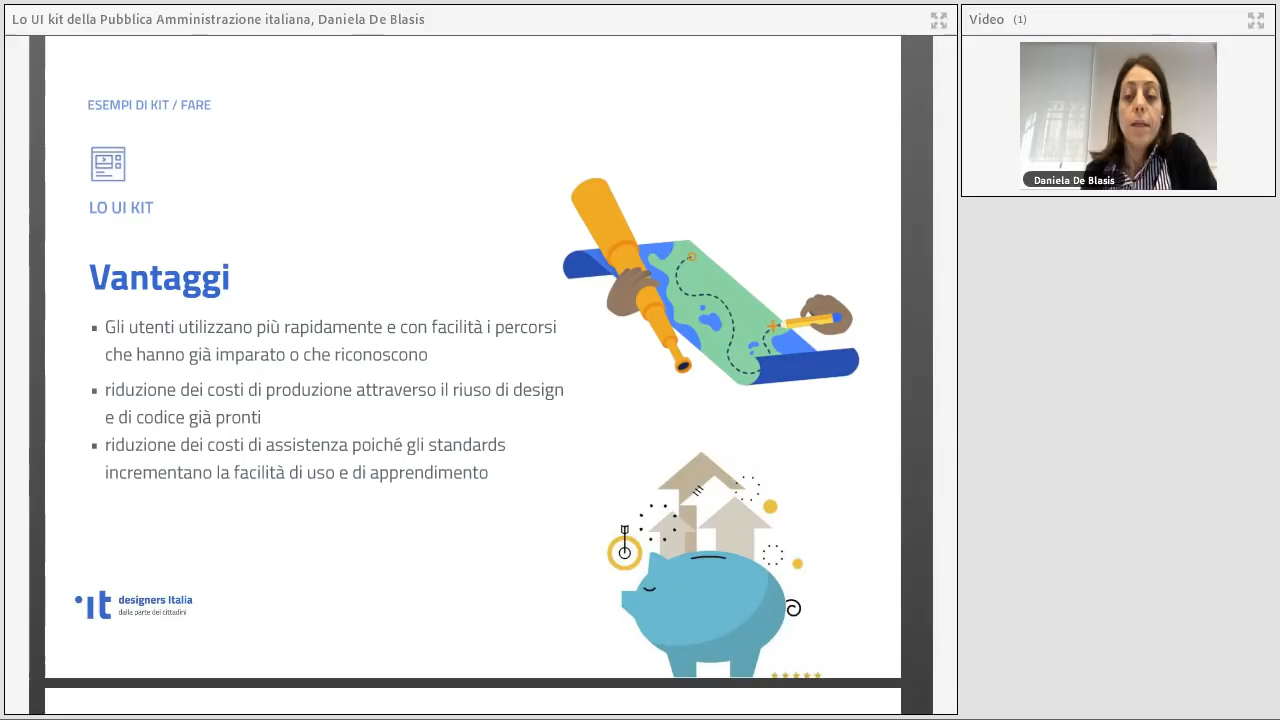 Lo UI kit della Pubblica Amministrazione italiana, Daniela De Blasis
Video (1)
Daniela De Blasis
ESEMPI DI KIT / FARE
LO UI KIT
Vantaggi
▪ Gli utenti utilizzano più rapidamente e con facilità i percorsi
che hanno già imparato o che riconoscono
▪ riduzione dei costi di produzione attraverso il riuso di design
e di codice già pronti
▪ riduzione dei costi di assistenza poiché gli standards
incrementano la facilità di uso e di apprendimento
it designers Italia
dalla parte dei cittadini